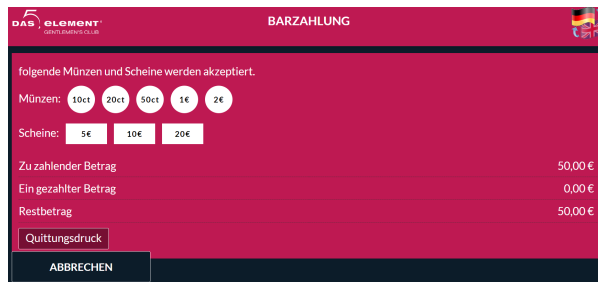 DAS 5 ELEMENT
GENTLEMEN'S CLUB
BARZAHLUNG
folgende Münzen und Scheine werden akzeptiert.
Münzen: 10ct 20ct 50ct 1€ 2€
Scheine: 5€ 10€ 20€
Zu zahlender Betrag 50,00 €
Ein gezahlter Betrag 0,00 €
Restbetrag 50,00 €
Quittungsdruck
ABBRECHEN